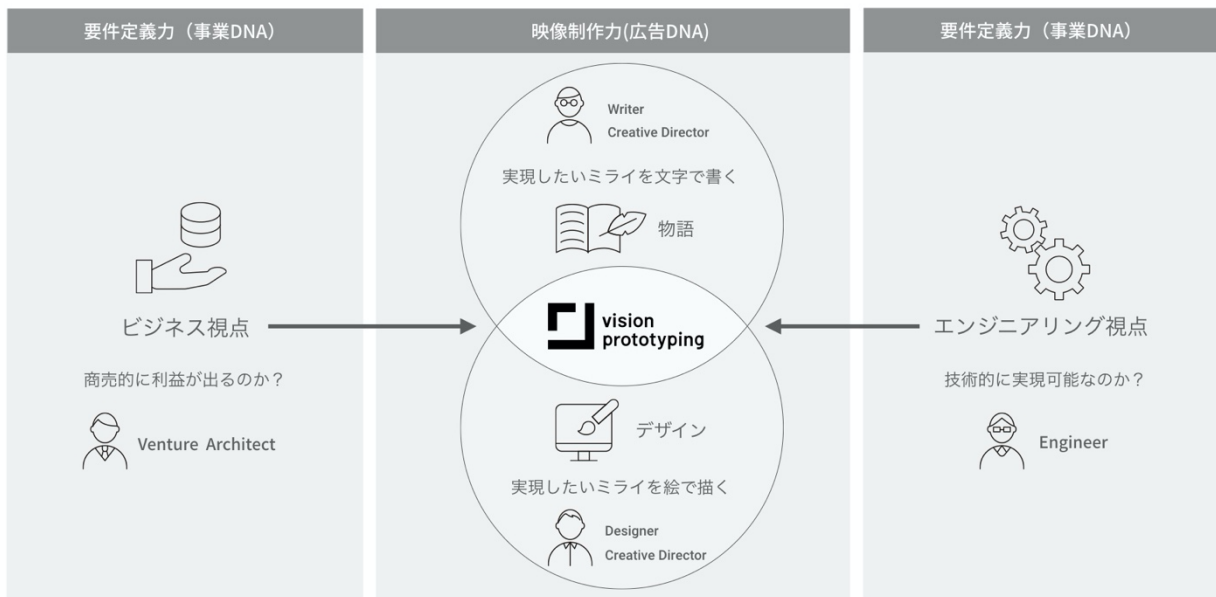 要件定義力（事業DNA）
ビジネス視点
商売的に利益が出るのか？
Venture Architect
映像制作力(広告DNA)
Writer
Creative Director
実現したいミライを文字で書く
物語
vision
prototyping
デザイン
実現したいミライを絵で描く
Designer
Creative Director
要件定義力（事業DNA）
エンジニアリング視点
技術的に実現可能なのか？
Engineer